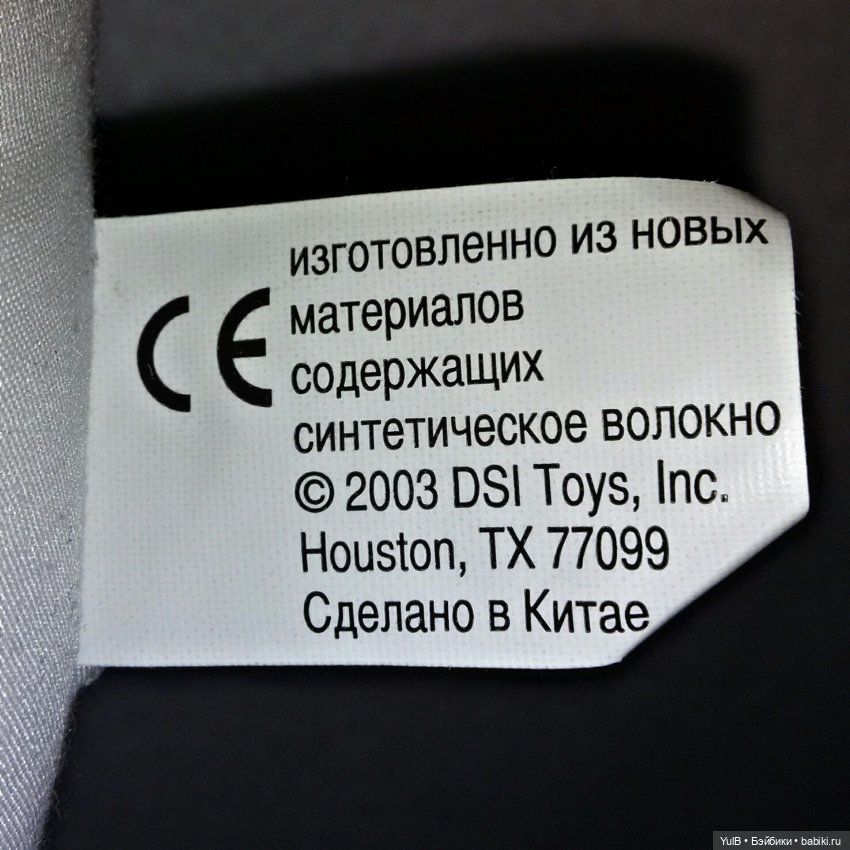 CE
изготовленно из новых
материалов
содержащих
синтетическое волокно
© 2003 DSI Toys, Inc.
Houston, TX 77099
Сделано в Китае
YulB • Бэйбики • babiki.ru